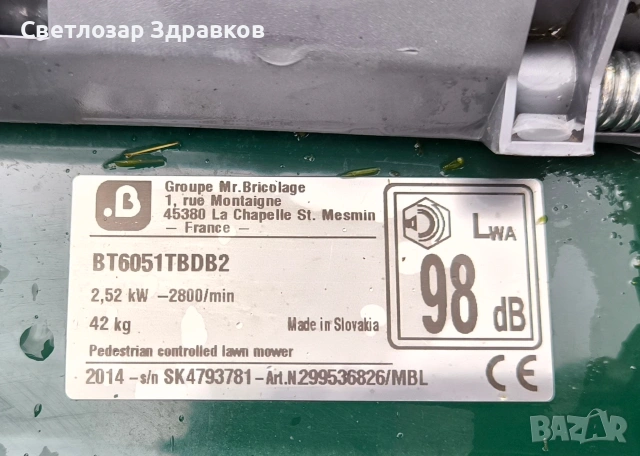 Светлозар Здравков
.B
Groupe Mr.Bricolage
1, rue Montaigne
45380 La Chapelle St. Mesmin
– France –
BT6051TBDB2
2,52 kW –2800/min
42 kg
Made in Slovakia
Pedestrian controlled lawn mower
2014 –s/n SK4793781–Art.N.299536826/MBL
LWA
98 dB
CE
BAZAR
bg